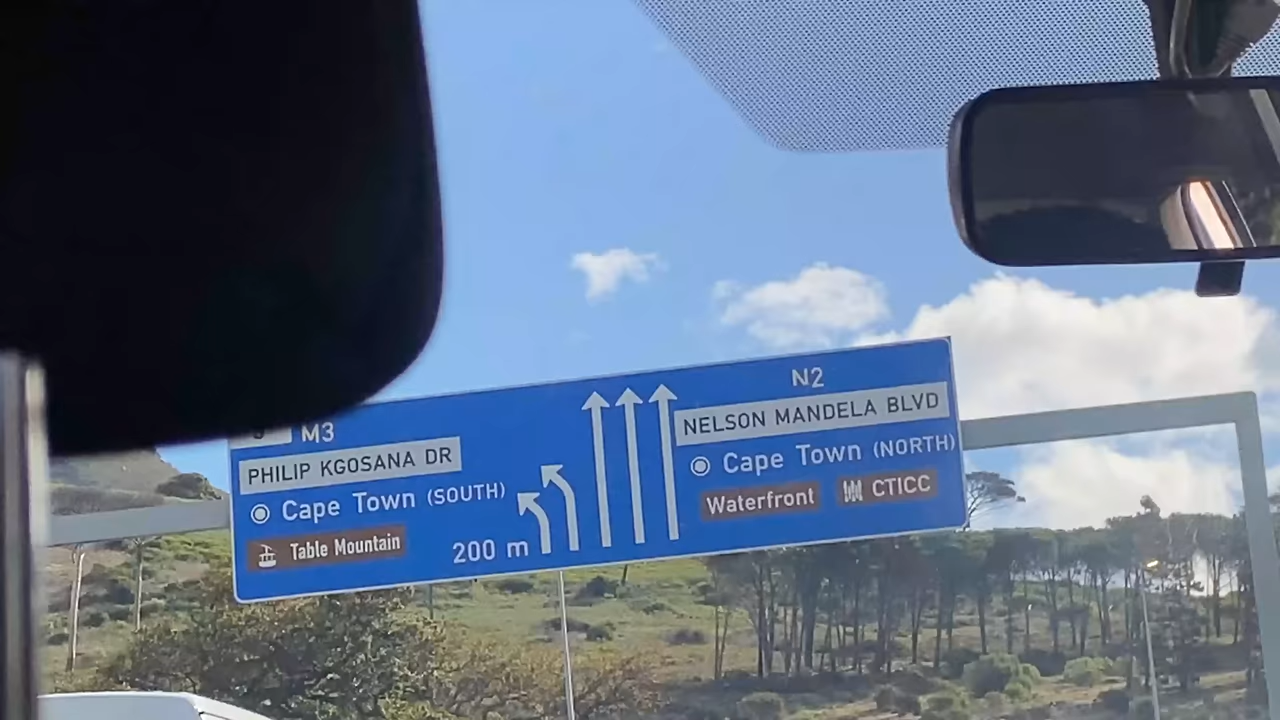 M3
PHILIP KGOSANA DR
Cape Town (SOUTH)
Table Mountain
200 m
N2
NELSON MANDELA BLVD
Cape Town (NORTH)
Waterfront CTICC